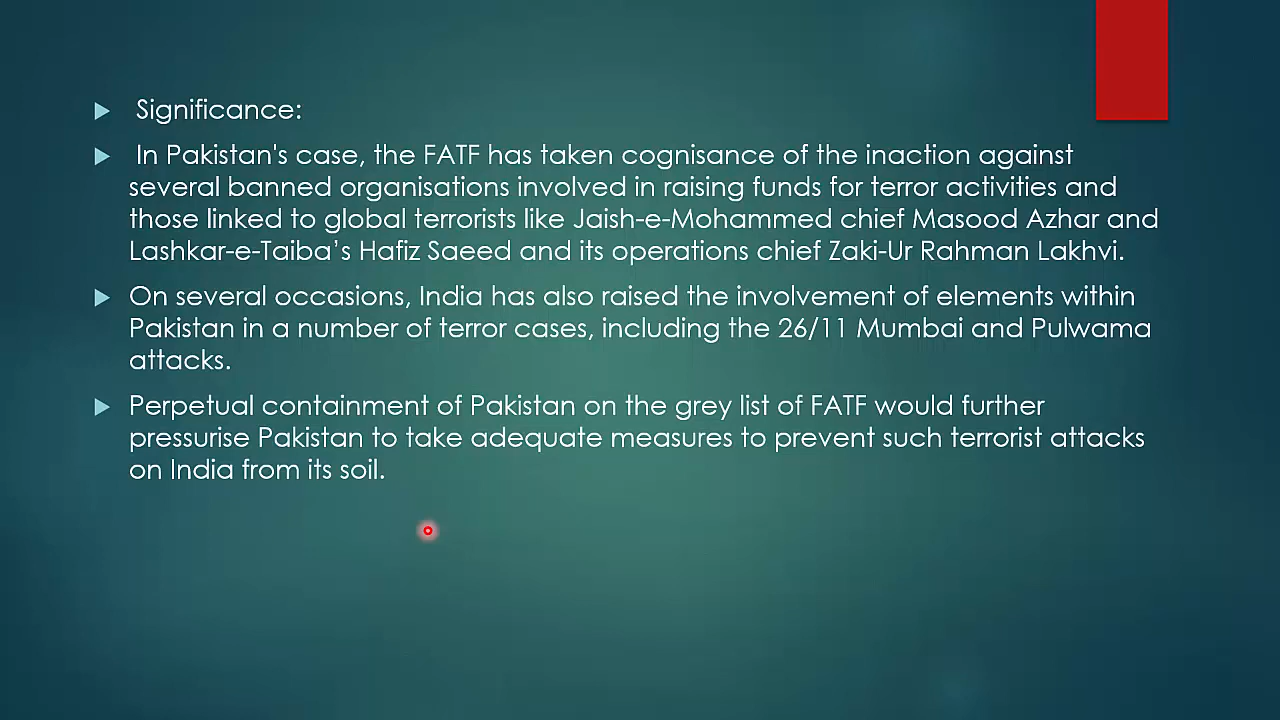 Significance:
In Pakistan's case, the FATF has taken cognisance of the inaction against
several banned organisations involved in raising funds for terror activities and
those linked to global terrorists like Jaish-e-Mohammed chief Masood Azhar and
Lashkar-e-Taiba’s Hafiz Saeed and its operations chief Zaki-Ur Rahman Lakhvi.
On several occasions, India has also raised the involvement of elements within
Pakistan in a number of terror cases, including the 26/11 Mumbai and Pulwama
attacks.
Perpetual containment of Pakistan on the grey list of FATF would further
pressurise Pakistan to take adequate measures to prevent such terrorist attacks
on India from its soil.